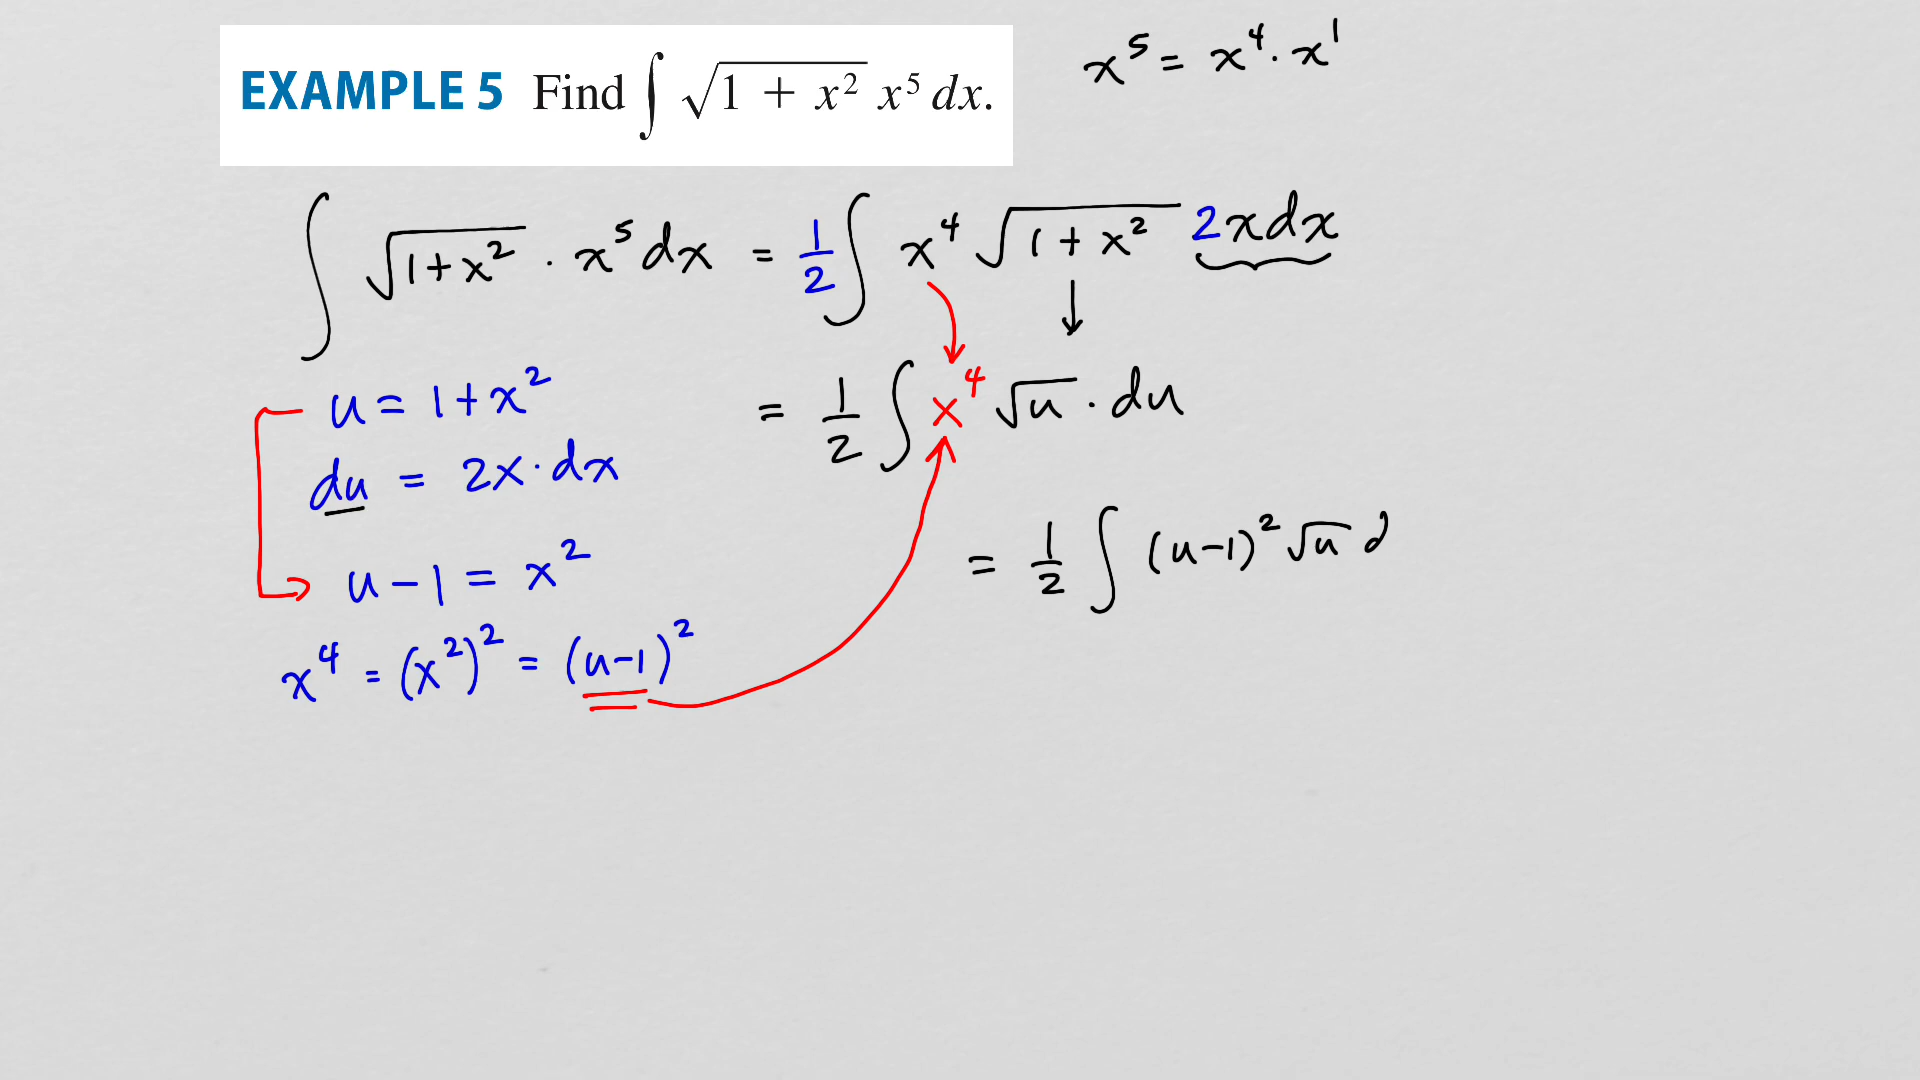 EXAMPLE 5 Find ∫ √(1 + x²) x⁵ dx.
x⁵ = x⁴ · x¹
∫ √(1+x²) · x⁵ dx = 1/2 ∫ x⁴ √(1+x²) 2x dx
u = 1+x²
= 1/2 ∫ x⁴ √u · du
du = 2x · dx
= 1/2 ∫ (u−1)² √u d
u − 1 = x²
x⁴ = (x²)² = (u−1)²